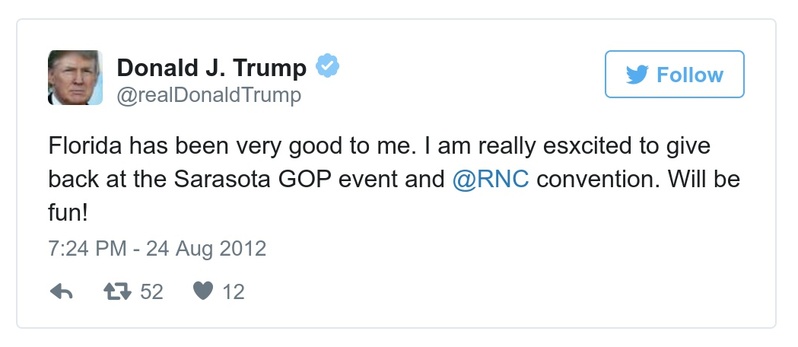 Donald J. Trump
Follow
@realDonaldTrump
Florida has been very good to me. I am really esxcited to give
back at the Sarasota GOP event and @RNC convention. Will be
fun!
7:24 PM - 24 Aug 2012
52 12